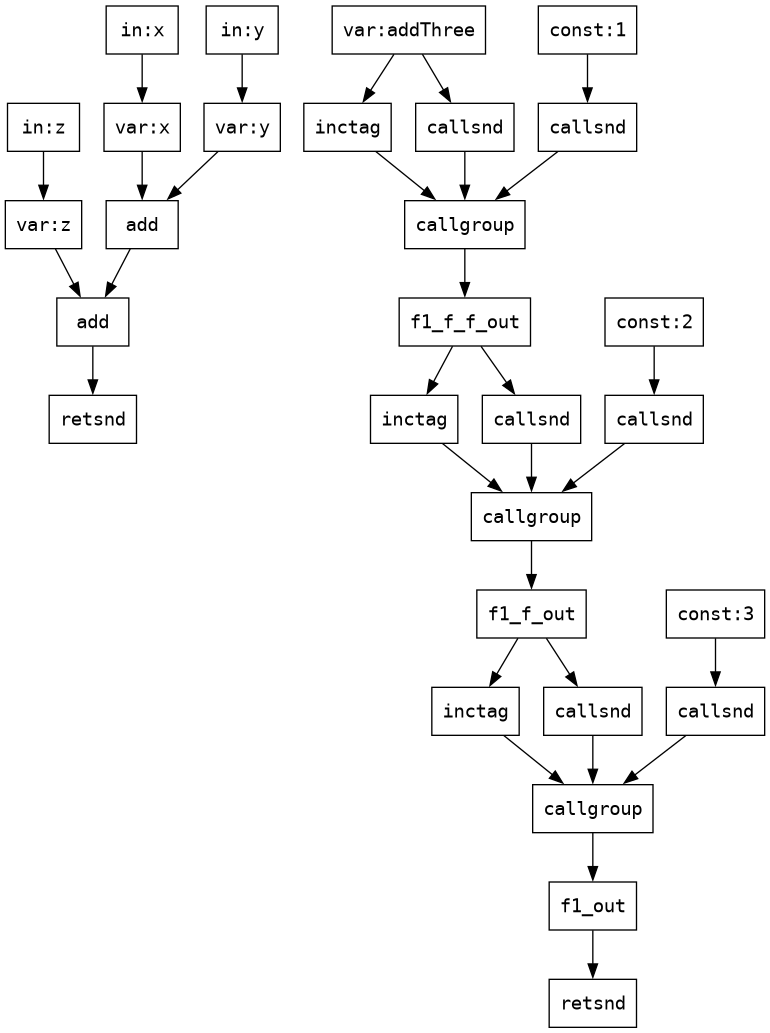 in:x
in:y
var:addThree
const:1
in:z
var:x
var:y
inctag
callsnd
callsnd
var:z
add
callgroup
add
f1_f_f_out
const:2
retsnd
inctag
callsnd
callsnd
callgroup
f1_f_out
const:3
inctag
callsnd
callsnd
callgroup
f1_out
retsnd